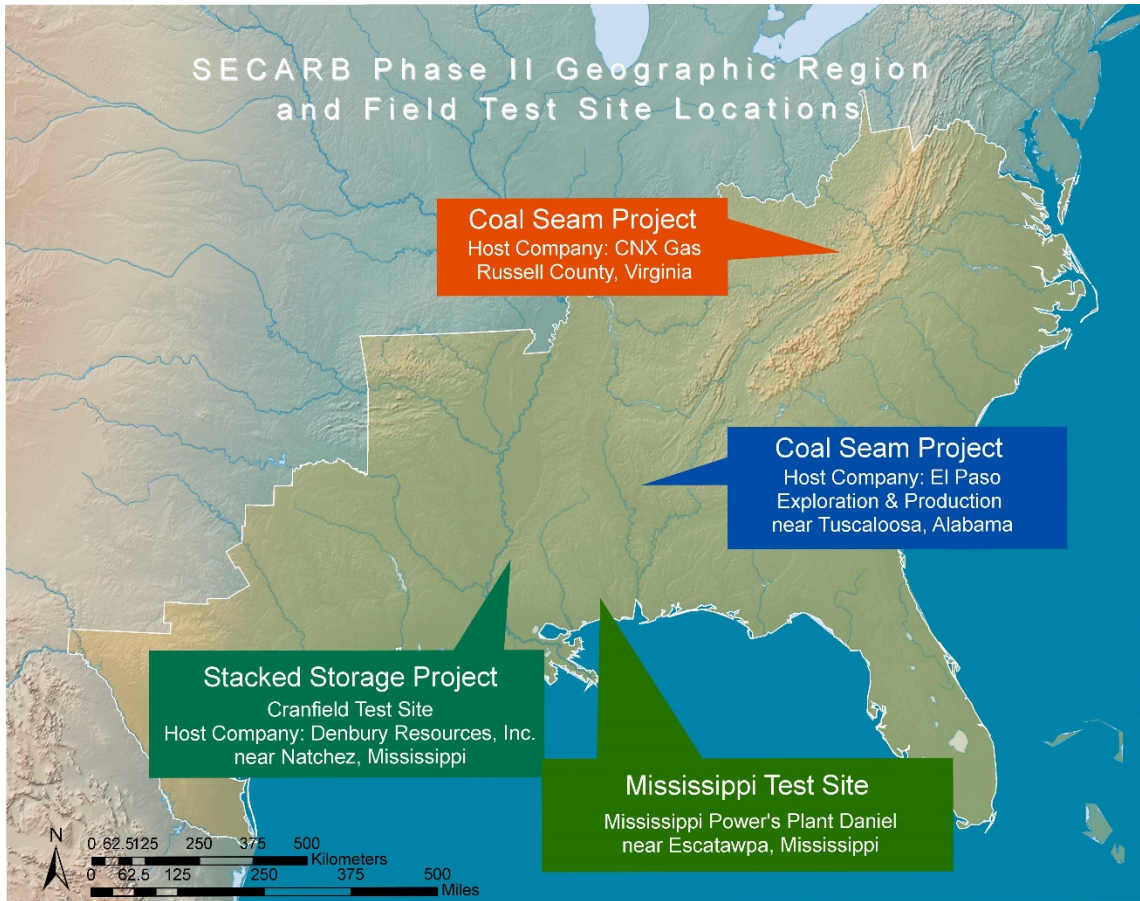 SECARB Phase II Geographic Region
and Field Test Site Locations
Coal Seam Project
Host Company: CNX Gas
Russell County, Virginia
Coal Seam Project
Host Company: El Paso
Exploration & Production
near Tuscaloosa, Alabama
Stacked Storage Project
Cranfield Test Site
Host Company: Denbury Resources, Inc.
near Natchez, Mississippi
Mississippi Test Site
Mississippi Power's Plant Daniel
near Escatawpa, Mississippi
N
0 62.5125 250 375 500
Kilometers
0 62.5 125 250 375 500
Miles